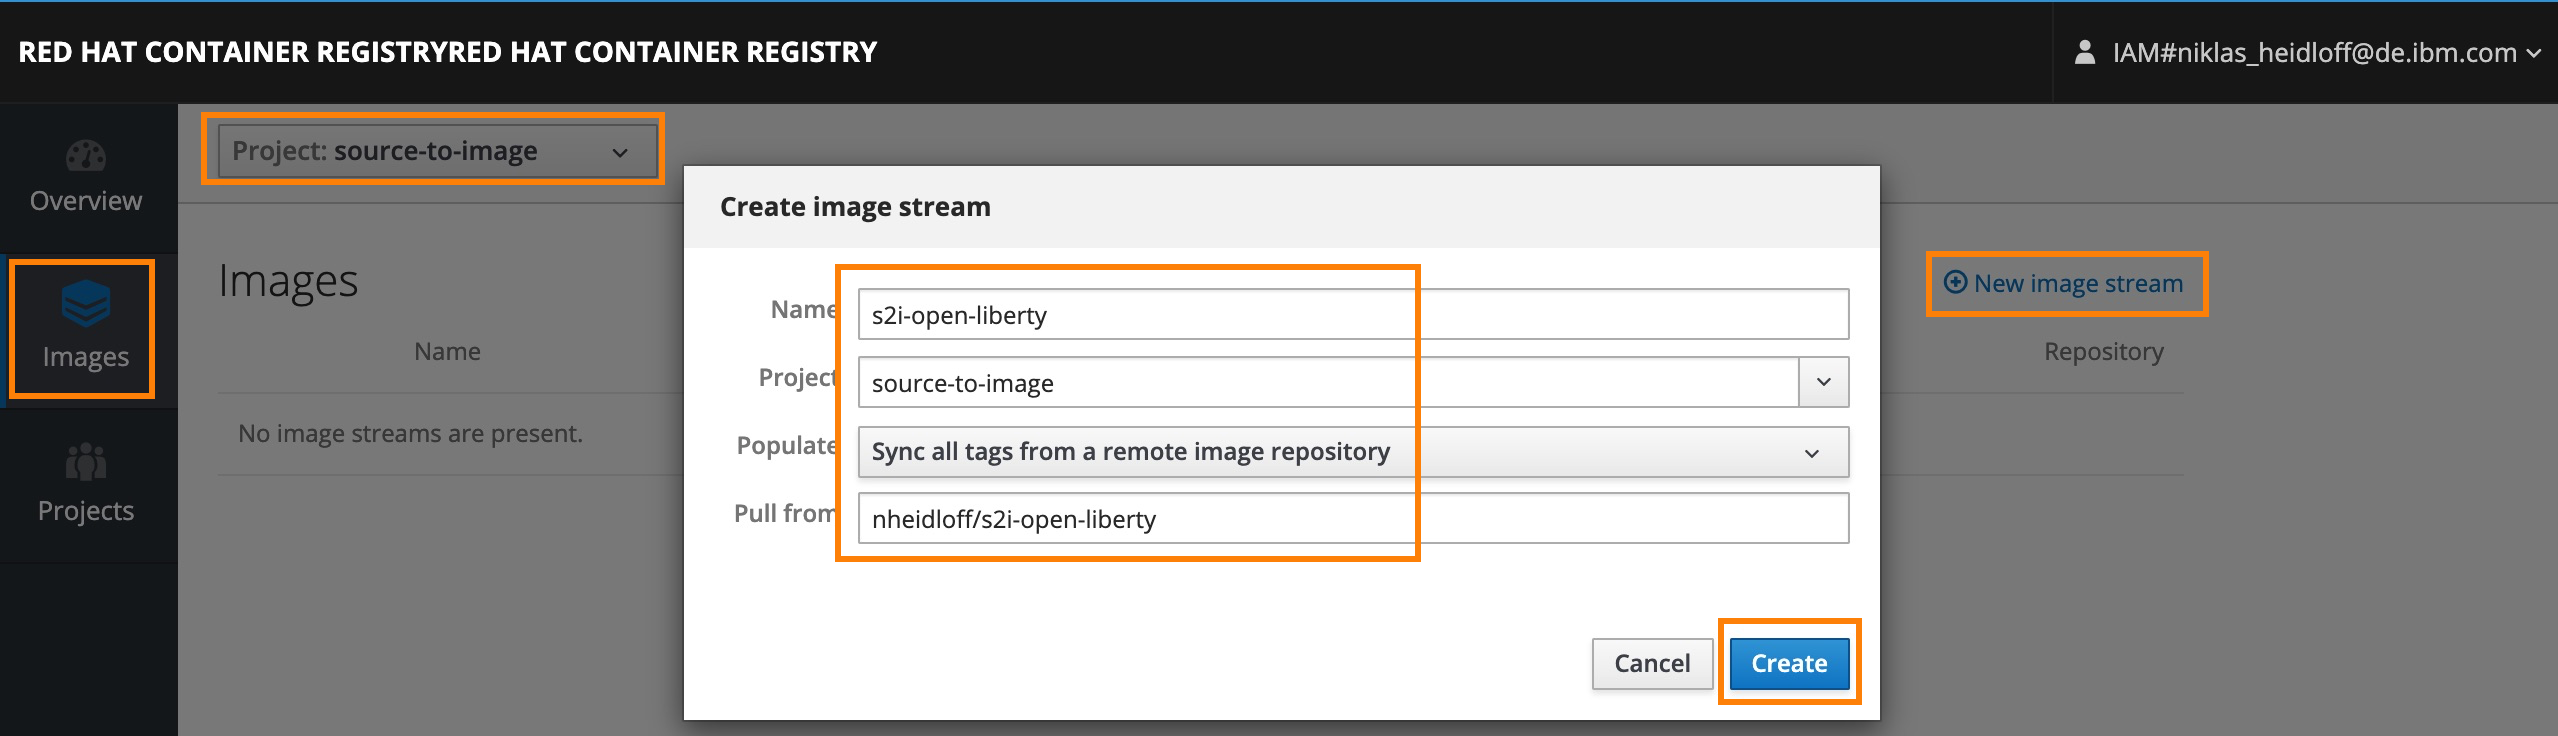 RED HAT CONTAINER REGISTRYRED HAT CONTAINER REGISTRY
IAM#niklas_heidloff@de.ibm.com
Project: source-to-image
Overview
Images
Projects
Images
New image stream
Name
Repository
No image streams are present.
Create image stream
Name
s2i-open-liberty
Project
source-to-image
Populate
Sync all tags from a remote image repository
Pull from
nheidloff/s2i-open-liberty
Cancel
Create